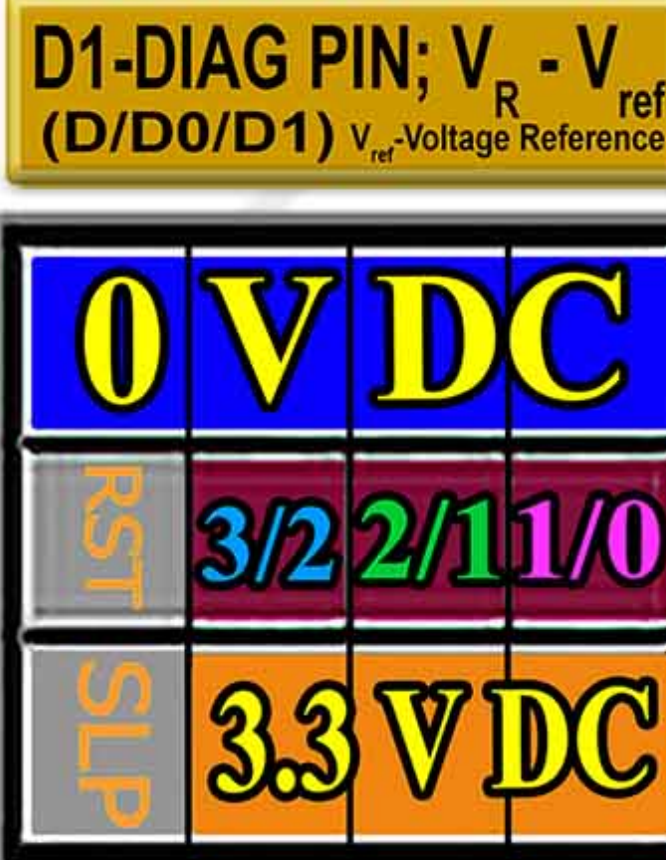 D1-DIAG PIN; VR - Vref
(D/D0/D1) Vref-Voltage Reference
0 V DC
RST 3/2 2/1 1/0
SLP 3.3 V DC